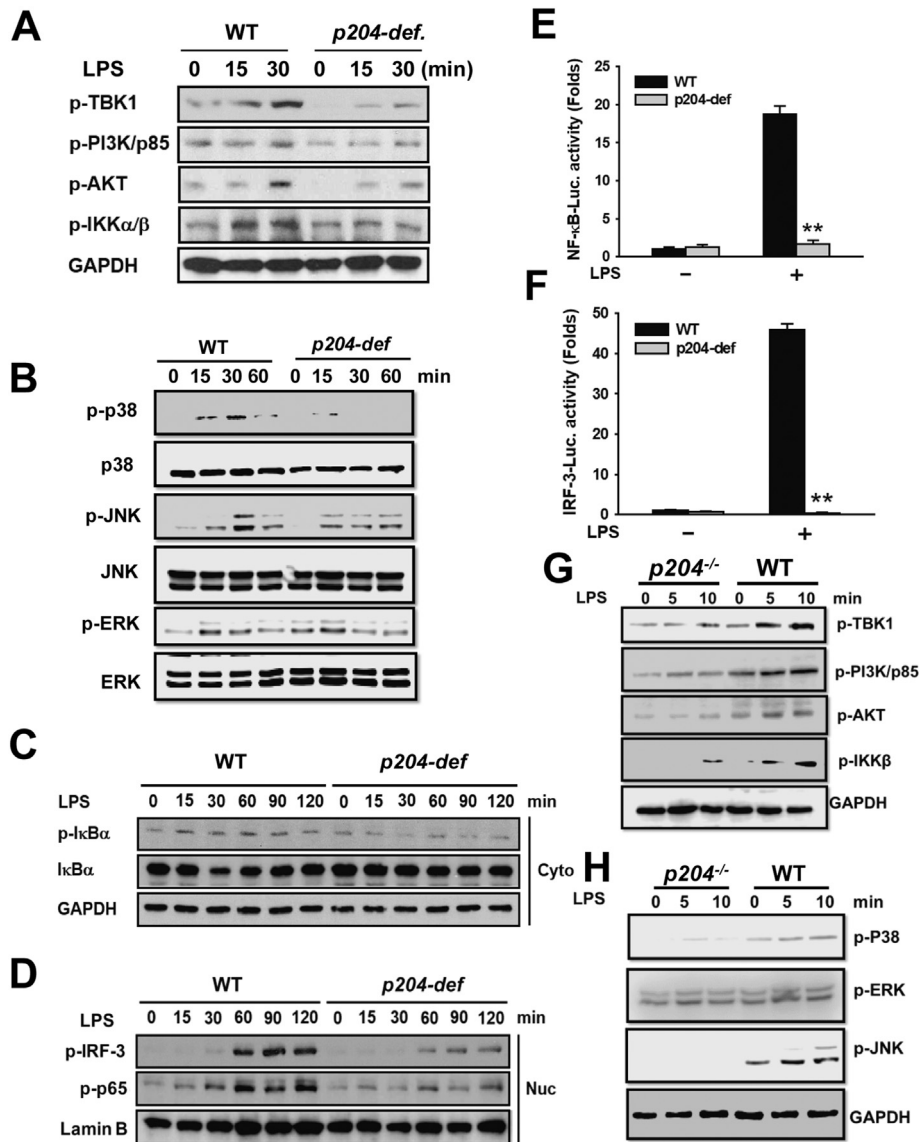 A
WT p204-def.
LPS 0 15 30 0 15 30 (min)
p-TBK1
p-PI3K/p85
p-AKT
p-IKKα/β
GAPDH
B
WT p204-def
0 15 30 60 0 15 30 60 min
p-p38
p38
p-JNK
JNK
p-ERK
ERK
C
WT p204-def
LPS 0 15 30 60 90 120 0 15 30 60 90 120 min
p-IκBα
IκBα
GAPDH
Cyto
D
WT p204-def
LPS 0 15 30 60 90 120 0 15 30 60 90 120 min
p-IRF-3
p-p65
Lamin B
Nuc
E
NF-κB-Luc. activity (Folds)
25
20
15
10
5
0
WT
p204-def
**
LPS − +
F
IRF-3-Luc. activity (Folds)
50
40
30
20
10
0
WT
p204-def
**
LPS − +
G
p204-/- WT
LPS 0 5 10 0 5 10 min
p-TBK1
p-PI3K/p85
p-AKT
p-IKKβ
GAPDH
H
p204-/- WT
LPS 0 5 10 0 5 10 min
p-P38
p-ERK
p-JNK
GAPDH